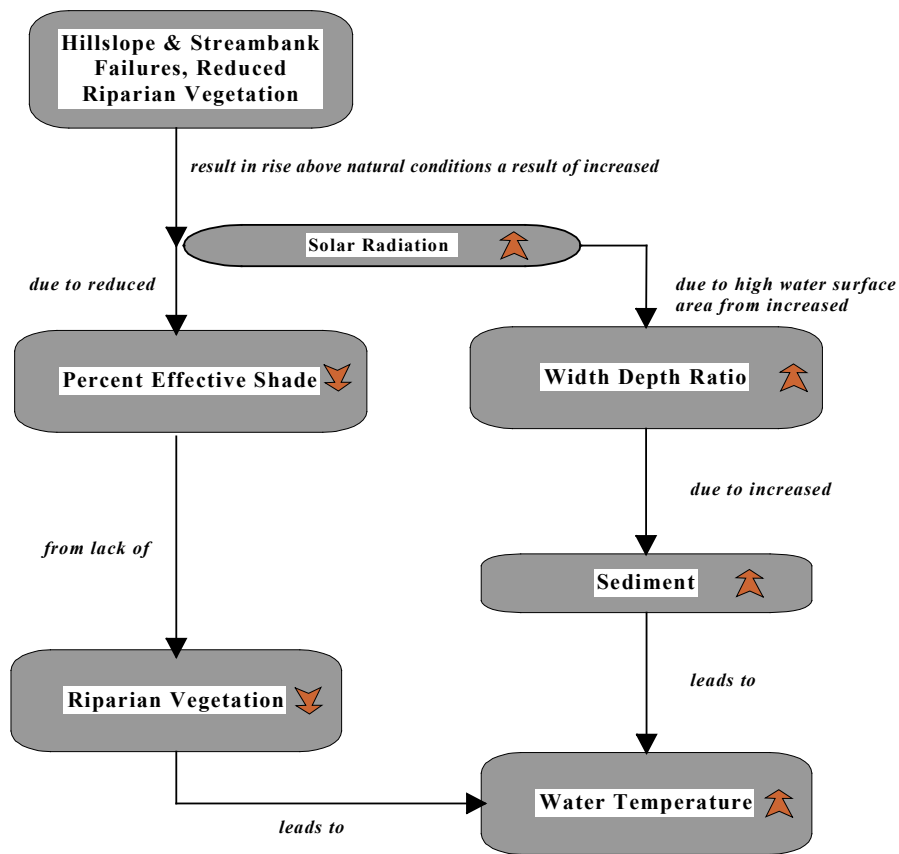 Hillslope & Streambank
Failures, Reduced
Riparian Vegetation
result in rise above natural conditions a result of increased
Solar Radiation
due to reduced
due to high water surface
area from increased
Percent Effective Shade
Width Depth Ratio
due to increased
from lack of
Sediment
Riparian Vegetation
leads to
Water Temperature
leads to